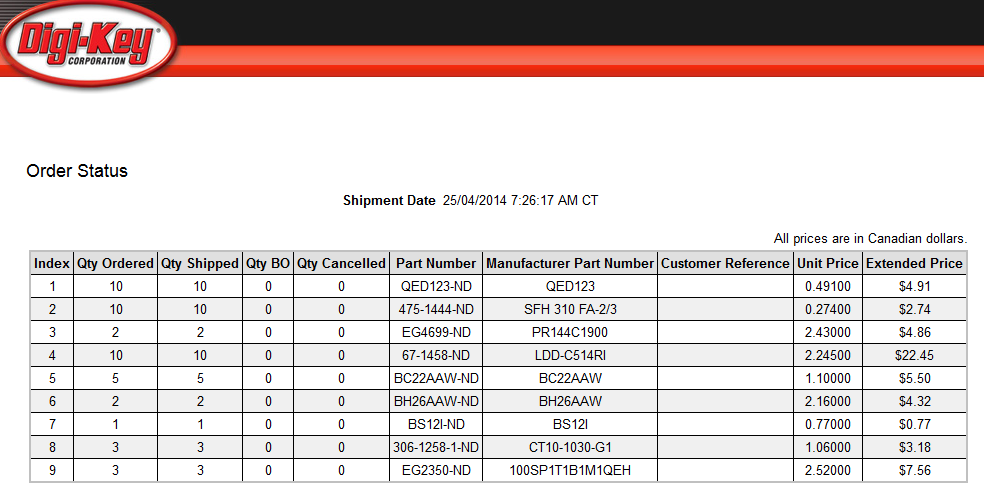 Digi-Key
CORPORATION
Order Status
Shipment Date 25/04/2014 7:26:17 AM CT
All prices are in Canadian dollars.
Index Qty Ordered Qty Shipped Qty BO Qty Cancelled Part Number Manufacturer Part Number Customer Reference Unit Price Extended Price
1 10 10 0 0 QED123-ND QED123 0.49100 $4.91
2 10 10 0 0 475-1444-ND SFH 310 FA-2/3 0.27400 $2.74
3 2 2 0 0 EG4699-ND PR144C1900 2.43000 $4.86
4 10 10 0 0 67-1458-ND LDD-C514RI 2.24500 $22.45
5 5 5 0 0 BC22AAW-ND BC22AAW 1.10000 $5.50
6 2 2 0 0 BH26AAW-ND BH26AAW 2.16000 $4.32
7 1 1 0 0 BS12I-ND BS12I 0.77000 $0.77
8 3 3 0 0 306-1258-1-ND CT10-1030-G1 1.06000 $3.18
9 3 3 0 0 EG2350-ND 100SP1T1B1M1QEH 2.52000 $7.56